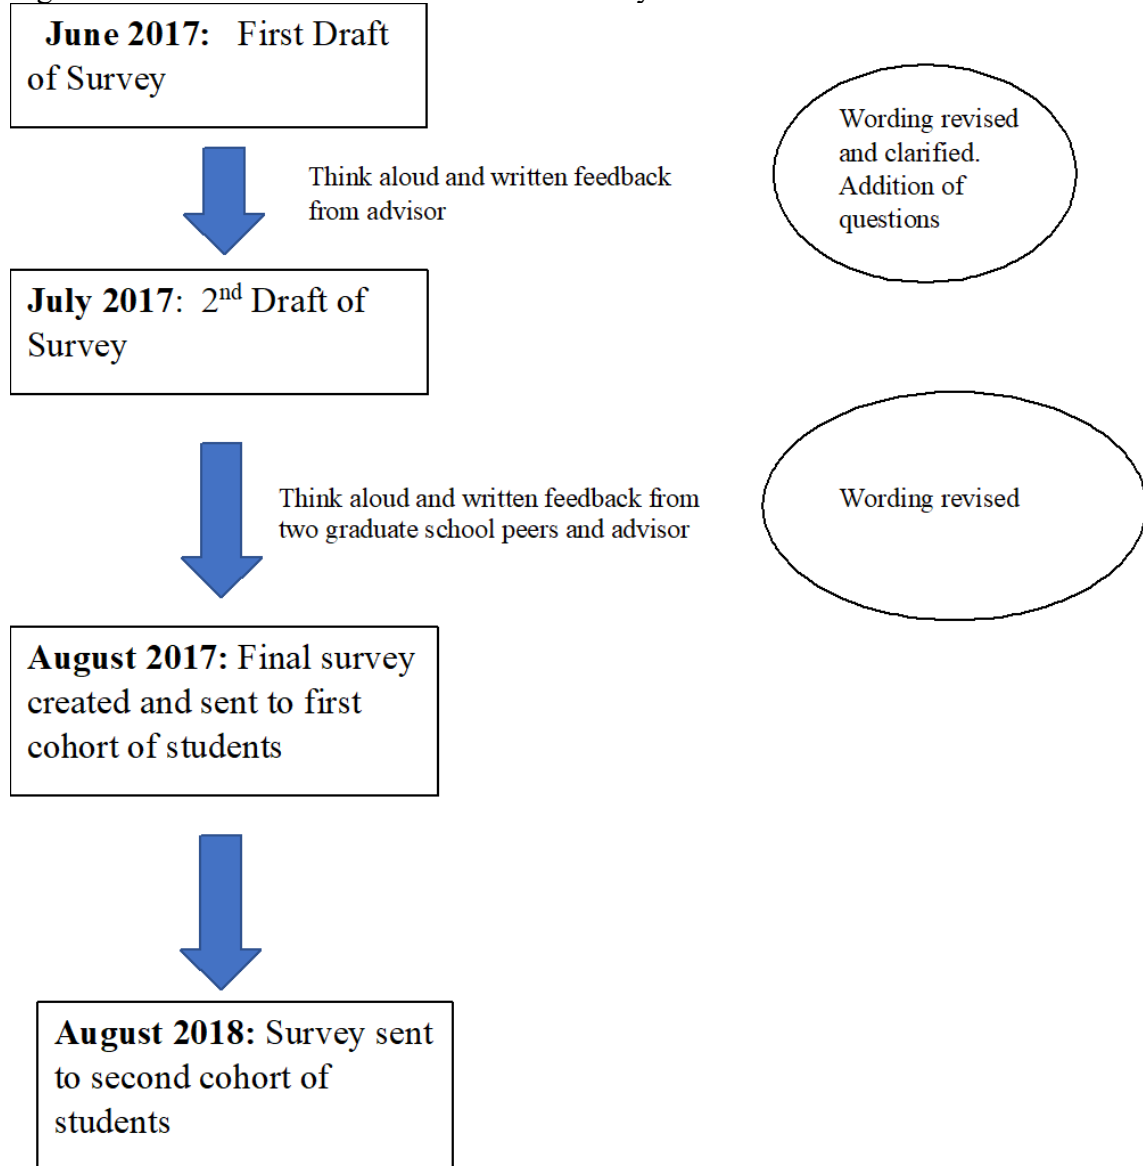 June 2017: First Draft
of Survey
Think aloud and written feedback
from advisor
Wording revised
and clarified.
Addition of
questions
July 2017: 2nd Draft of
Survey
Think aloud and written feedback from
two graduate school peers and advisor
Wording revised
August 2017: Final survey
created and sent to first
cohort of students
August 2018: Survey sent
to second cohort of
students